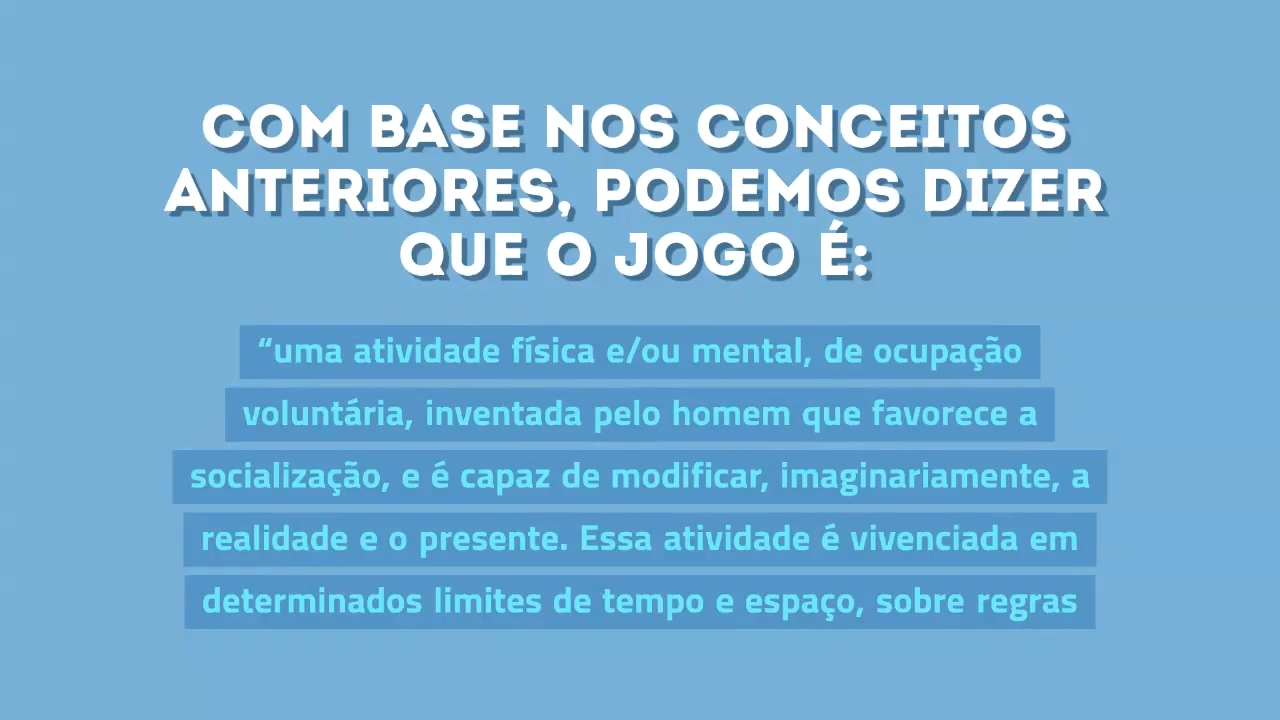 COM BASE NOS CONCEITOS
ANTERIORES, PODEMOS DIZER
QUE O JOGO É:
“uma atividade física e/ou mental, de ocupação
voluntária, inventada pelo homem que favorece a
socialização, e é capaz de modificar, imaginariamente, a
realidade e o presente. Essa atividade é vivenciada em
determinados limites de tempo e espaço, sobre regras